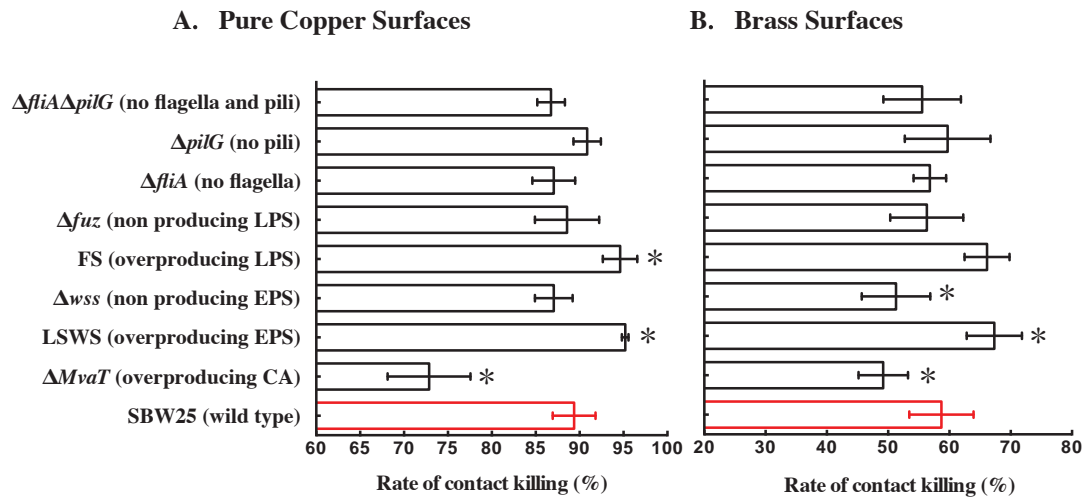 A. Pure Copper Surfaces
B. Brass Surfaces
ΔfliAΔpilG (no flagella and pili)
ΔpilG (no pili)
ΔfliA (no flagella)
Δfuz (non producing LPS)
FS (overproducing LPS)
*
Δwss (non producing EPS)
*
LSWS (overproducing EPS)
* *
ΔMvaT (overproducing CA)
* *
SBW25 (wild type)
60 65 70 75 80 85 90 95 100
20 30 40 50 60 70 80
Rate of contact killing (%)
Rate of contact killing (%)